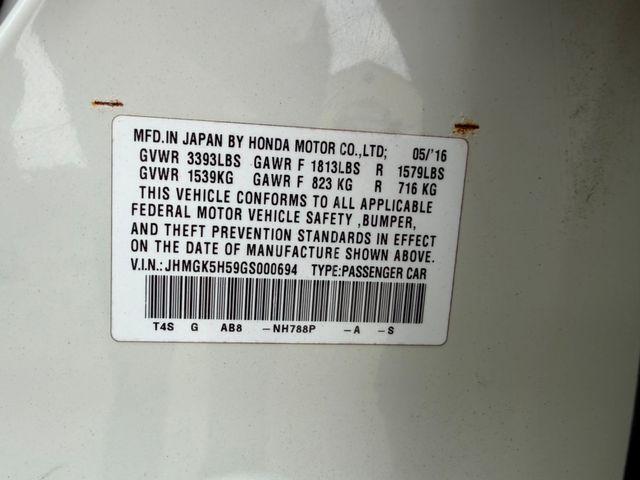 MFD.IN JAPAN BY HONDA MOTOR CO.,LTD; 05/'16
GVWR 3393LBS GAWR F 1813LBS R 1579LBS
GVWR 1539KG GAWR F 823 KG R 716 KG
THIS VEHICLE CONFORMS TO ALL APPLICABLE
FEDERAL MOTOR VEHICLE SAFETY ,BUMPER,
AND THEFT PREVENTION STANDARDS IN EFFECT
ON THE DATE OF MANUFACTURE SHOWN ABOVE.
V.I.N.:JHMGK5H59GS000694 TYPE:PASSENGER CAR
T4S G AB8 -NH788P -A -S